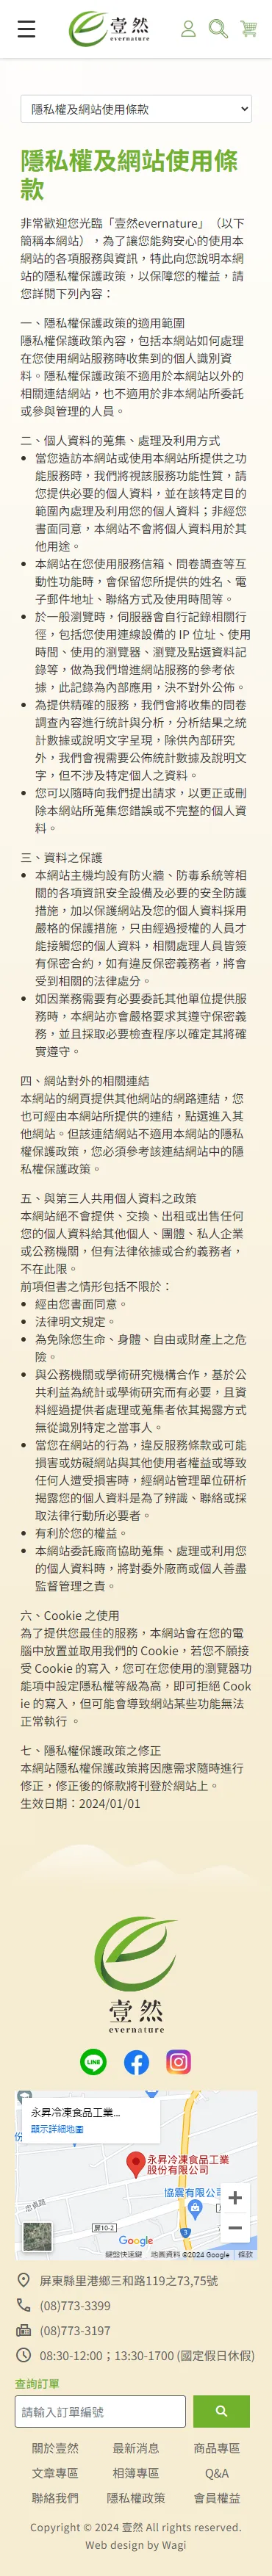 壹然
evernature
隱私權及網站使用條款
隱私權及網站使用條
款
非常歡迎您光臨「壹然evernature」（以下
簡稱本網站），為了讓您能夠安心的使用本
網站的各項服務與資訊，特此向您說明本網
站的隱私權保護政策，以保障您的權益，請
您詳閱下列內容：
一、隱私權保護政策的適用範圍
隱私權保護政策內容，包括本網站如何處理
在您使用網站服務時收集到的個人識別資
料。隱私權保護政策不適用於本網站以外的
相關連結網站，也不適用於非本網站所委託
或參與管理的人員。
二、個人資料的蒐集、處理及利用方式
• 當您造訪本網站或使用本網站所提供之功
能服務時，我們將視該服務功能性質，請
您提供必要的個人資料，並在該特定目的
範圍內處理及利用您的個人資料；非經您
書面同意，本網站不會將個人資料用於其
他用途。
• 本網站在您使用服務信箱、問卷調查等互
動性功能時，會保留您所提供的姓名、電
子郵件地址、聯絡方式及使用時間等。
• 於一般瀏覽時，伺服器會自行記錄相關行
徑，包括您使用連線設備的 IP 位址、使用
時間、使用的瀏覽器、瀏覽及點選資料記
錄等，做為我們增進網站服務的參考依
據，此記錄為內部應用，決不對外公佈。
• 為提供精確的服務，我們會將收集的問卷
調查內容進行統計與分析，分析結果之統
計數據或說明文字呈現，除供內部研究
外，我們會視需要公佈統計數據及說明文
字，但不涉及特定個人之資料。
• 您可以隨時向我們提出請求，以更正或刪
除本網站所蒐集您錯誤或不完整的個人資
料。
三、資料之保護
• 本網站主機均設有防火牆、防毒系統等相
關的各項資訊安全設備及必要的安全防護
措施，加以保護網站及您的個人資料採用
嚴格的保護措施，只由經過授權的人員才
能接觸您的個人資料，相關處理人員皆簽
有保密合約，如有違反保密義務者，將會
受到相關的法律處分。
• 如因業務需要有必要委託其他單位提供服
務時，本網站亦會嚴格要求其遵守保密義
務，並且採取必要檢查程序以確定其將確
實遵守。
四、網站對外的相關連結
本網站的網頁提供其他網站的網路連結，您
也可經由本網站所提供的連結，點選進入其
他網站。但該連結網站不適用本網站的隱私
權保護政策，您必須參考該連結網站中的隱
私權保護政策。
五、與第三人共用個人資料之政策
本網站絕不會提供、交換、出租或出售任何
您的個人資料給其他個人、團體、私人企業
或公務機關，但有法律依據或合約義務者，
不在此限。
前項但書之情形包括不限於：
• 經由您書面同意。
• 法律明文規定。
• 為免除您生命、身體、自由或財產上之危
險。
• 與公務機關或學術研究機構合作，基於公
共利益為統計或學術研究而有必要，且資
料經過提供者處理或蒐集者依其揭露方式
無從識別特定之當事人。
• 當您在網站的行為，違反服務條款或可能
損害或妨礙網站與其他使用者權益或導致
任何人遭受損害時，經網站管理單位研析
揭露您的個人資料是為了辨識、聯絡或採
取法律行動所必要者。
• 有利於您的權益。
• 本網站委託廠商協助蒐集、處理或利用您
的個人資料時，將對委外廠商或個人善盡
監督管理之責。
六、Cookie 之使用
為了提供您最佳的服務，本網站會在您的電
腦中放置並取用我們的 Cookie，若您不願接
受 Cookie 的寫入，您可在您使用的瀏覽器功
能項中設定隱私權等級為高，即可拒絕 Cook
ie 的寫入，但可能會導致網站某些功能無法
正常執行 。
七、隱私權保護政策之修正
本網站隱私權保護政策將因應需求隨時進行
修正，修正後的條款將刊登於網站上。
生效日期：2024/01/01
壹然
evernature
LINE
永昇冷凍食品工業...
顯示詳細地圖
永昇冷凍食品工業
股份有限公司
協震有限公司
屏10-2
3
Google
鍵盤快速鍵 地圖資料 ©2024 Google 條款
屏東縣里港鄉三和路119之73,75號
(08)773-3399
(08)773-3197
08:30-12:00；13:30-1700 (國定假日休假)
查詢訂單
請輸入訂單編號
關於壹然 最新消息 商品專區
文章專區 相簿專區 Q&A
聯絡我們 隱私權政策 會員權益
Copyright © 2024 壹然 All rights reserved.
Web design by Wagi